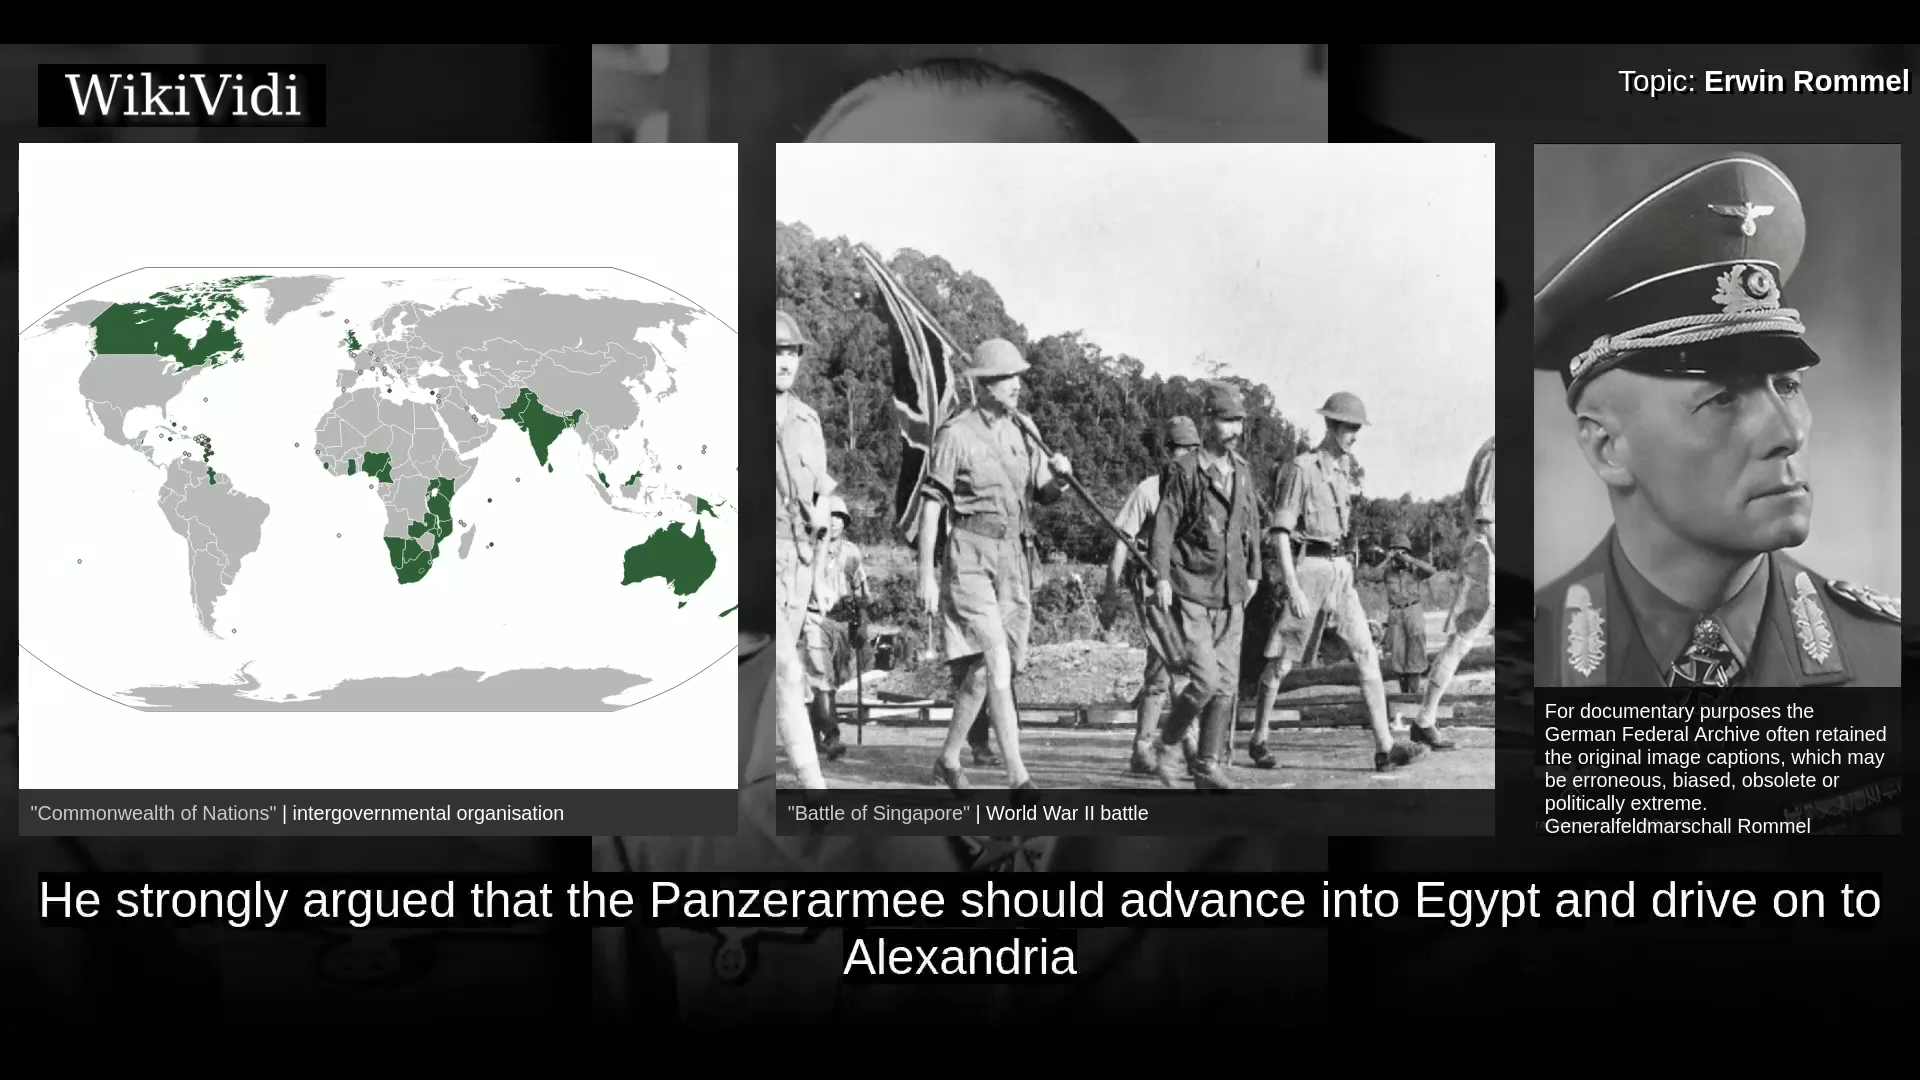 WikiVidi
Topic: Erwin Rommel
"Commonwealth of Nations" | intergovernmental organisation
"Battle of Singapore" | World War II battle
For documentary purposes the
German Federal Archive often retained
the original image captions, which may
be erroneous, biased, obsolete or
politically extreme.
Generalfeldmarschall Rommel
He strongly argued that the Panzerarmee should advance into Egypt and drive on to
Alexandria